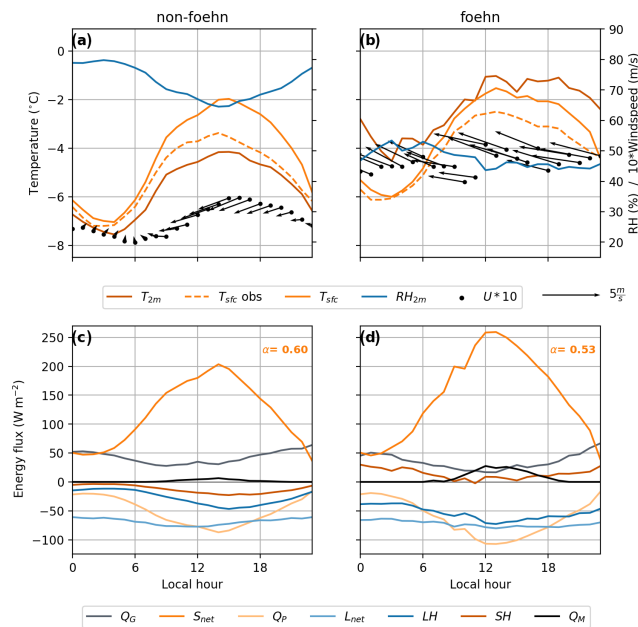 non-foehn foehn
(a) (b)
0
−2
−4
−6
−8
Temperature (°C)
90
80
70
60
50
40
30
20
RH (%) / 10*Windspeed (m/s)
T2m Tsfc obs Tsfc RH2m U * 10 5 m/s
(c) (d)
α= 0.60 α= 0.53
250
200
150
100
50
0
−50
−100
Energy flux (W m−2)
0 6 12 18 0 6 12 18
Local hour Local hour
QG Snet QP Lnet LH SH QM